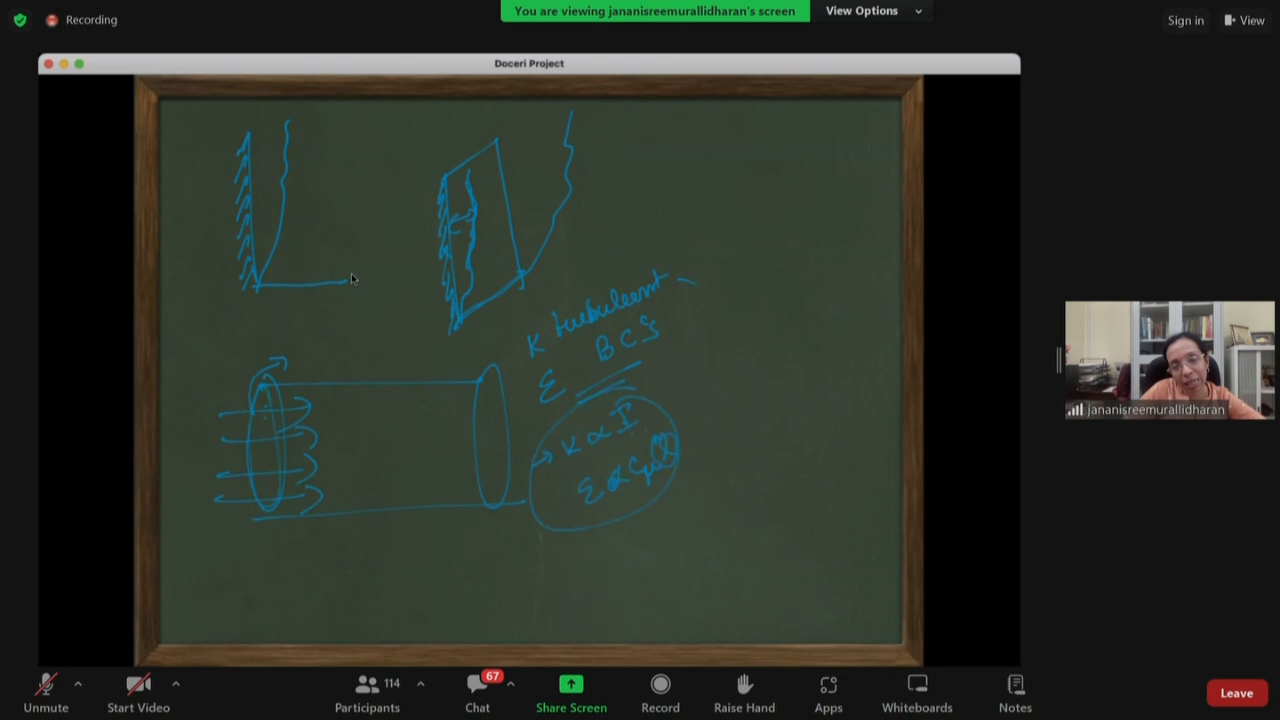 Recording
You are viewing jananisreemurallidharan's screen
View Options
Sign in
View
Doceri Project
K turbuleent
BCS
ε
K α I
ε α
jananisreemurallidharan
67
114
Unmute
Start Video
Participants
Chat
Share Screen
Record
Raise Hand
Apps
Whiteboards
Notes
Leave